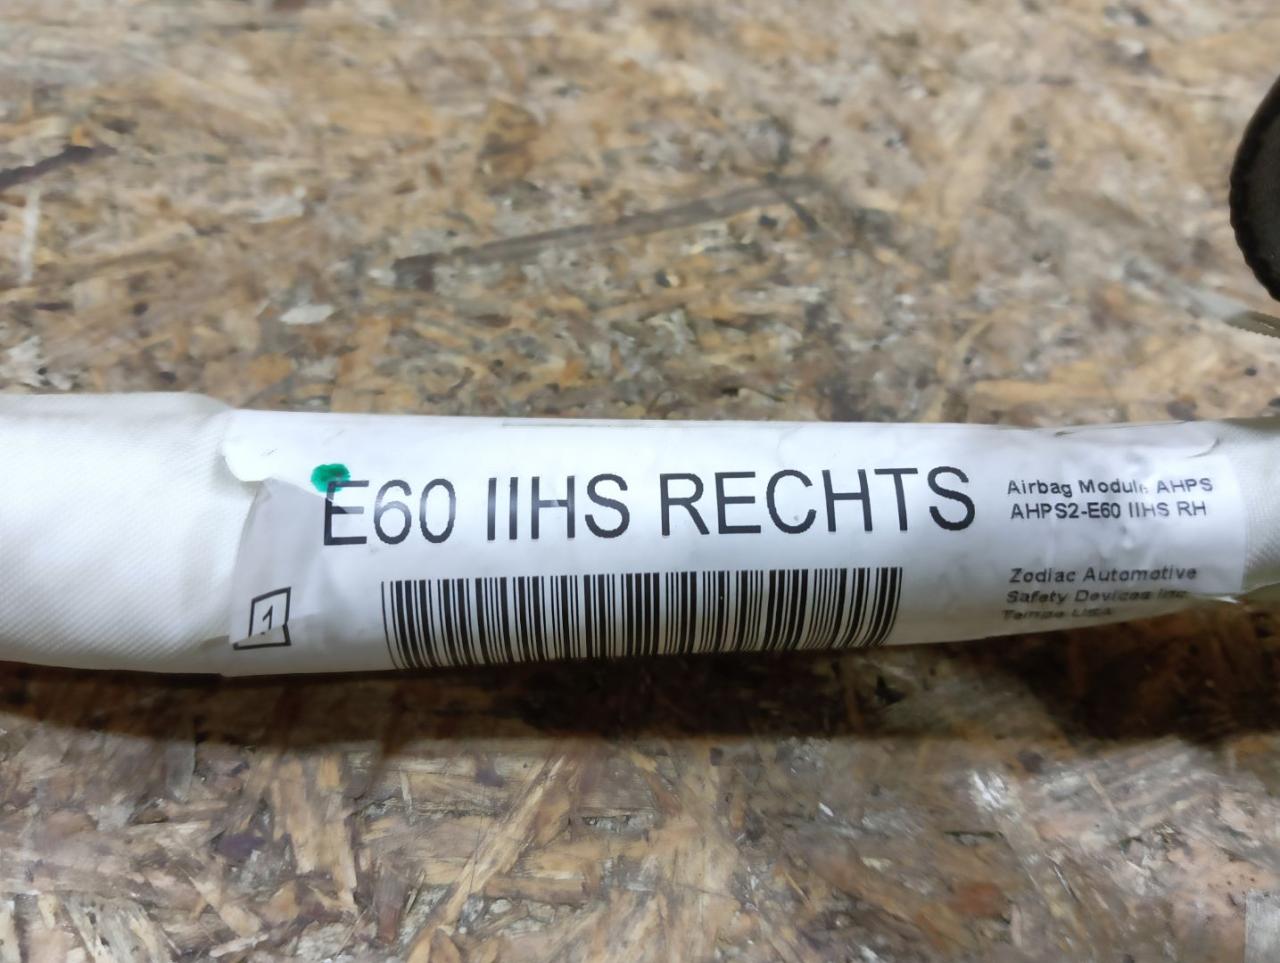 E60 IIHS RECHTS
Airbag Module AHPS
AHPS2-E60 IIHS RH
Zodiac Automotive
Safety Devices Inc.
Tempe USA
1